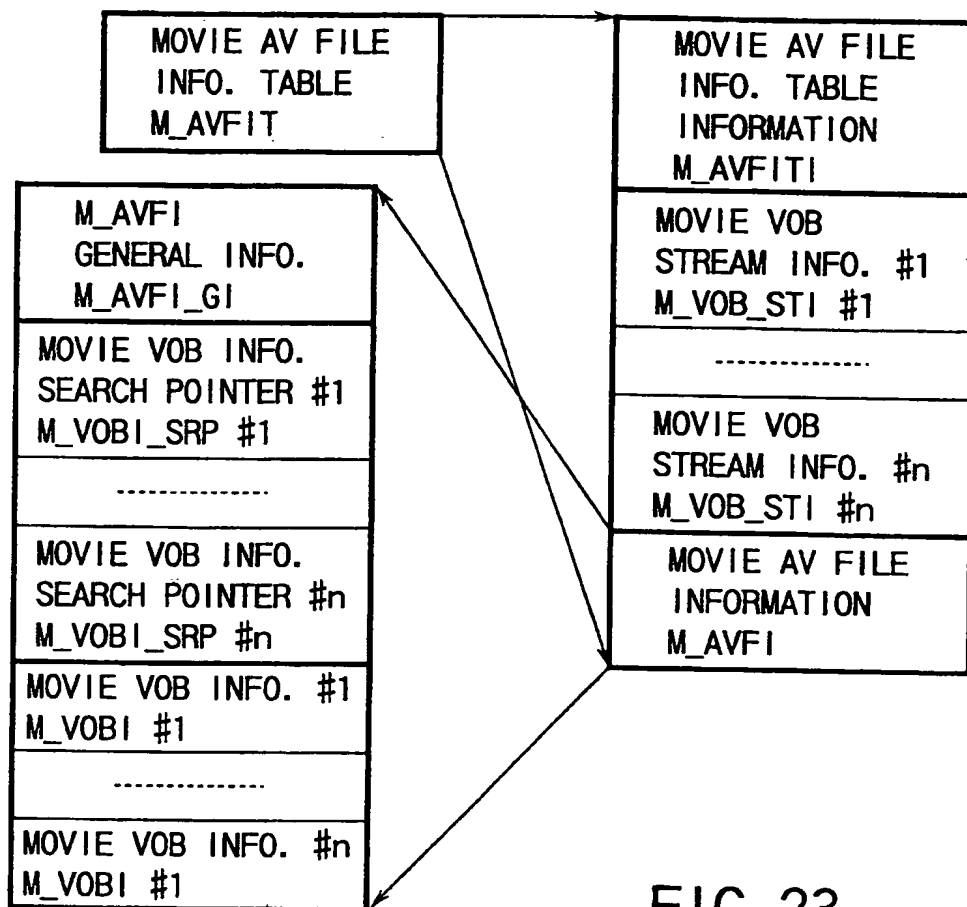 MOVIE AV FILE
INFO. TABLE
M_AVFIT
MOVIE AV FILE
INFO. TABLE
INFORMATION
M_AVFITI
MOVIE VOB
STREAM INFO. #1
M_VOB_STI #1
MOVIE VOB
STREAM INFO. #n
M_VOB_STI #n
MOVIE AV FILE
INFORMATION
M_AVFI
M_AVFI
GENERAL INFO.
M_AVFI_GI
MOVIE VOB INFO.
SEARCH POINTER #1
M_VOBI_SRP #1
MOVIE VOB INFO.
SEARCH POINTER #n
M_VOBI_SRP #n
MOVIE VOB INFO. #1
M_VOBI #1
MOVIE VOB INFO. #n
M_VOBI #1
FIG. 23